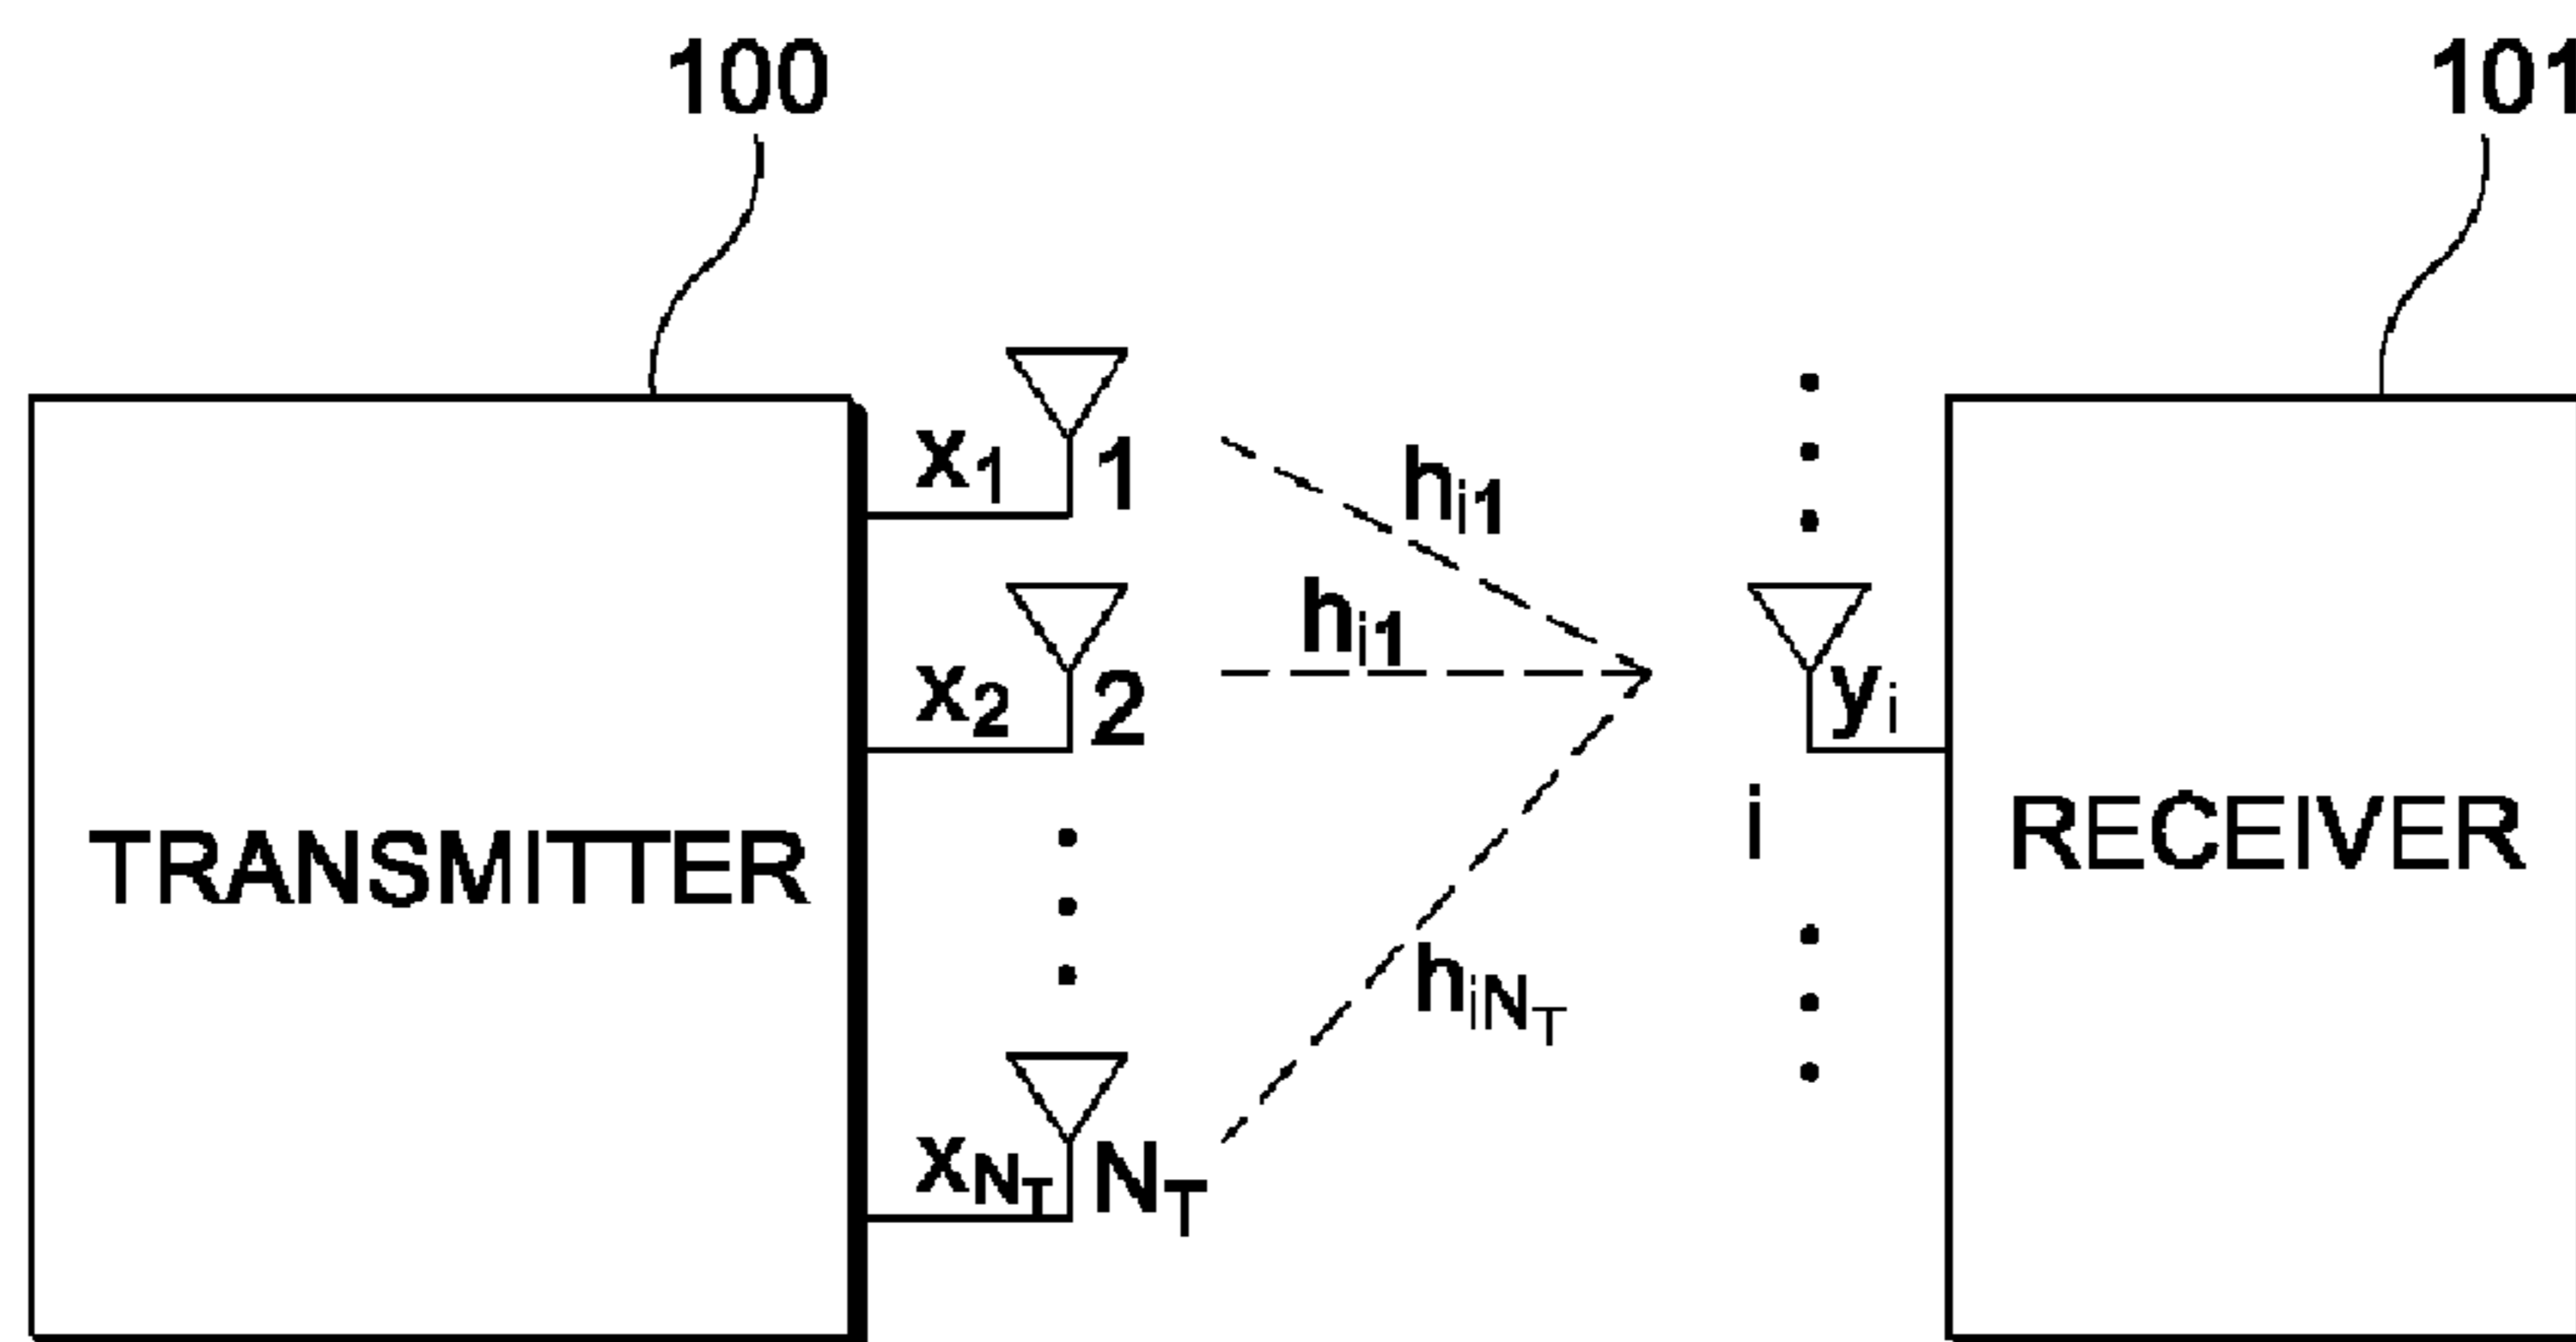 100
101
x1
1
hi1
x2
2
hi1
yi
i
TRANSMITTER
RECEIVER
hiNT
xNT
NT